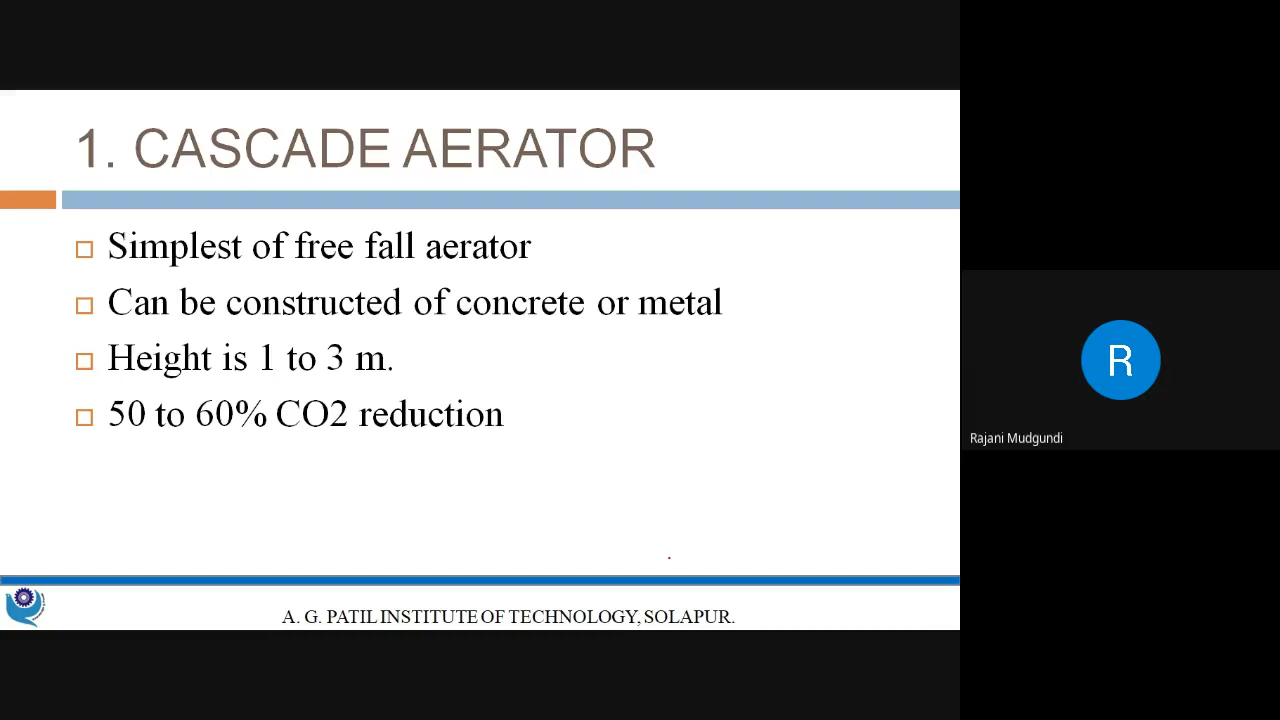 1. CASCADE AERATOR
Simplest of free fall aerator
Can be constructed of concrete or metal
Height is 1 to 3 m.
50 to 60% CO2 reduction
A. G. PATIL INSTITUTE OF TECHNOLOGY, SOLAPUR.
R
Rajani Mudgundi